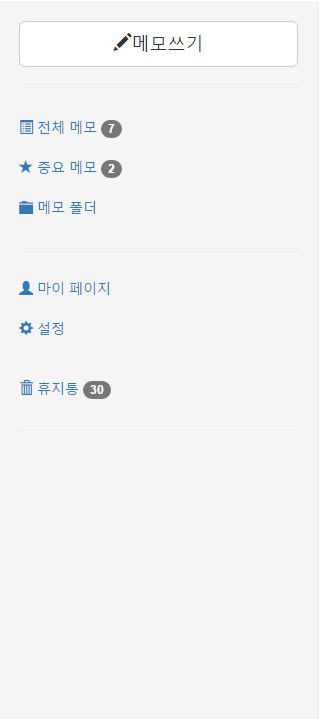 메모쓰기
전체 메모 7
중요 메모 2
메모 폴더
마이 페이지
설정
휴지통 30